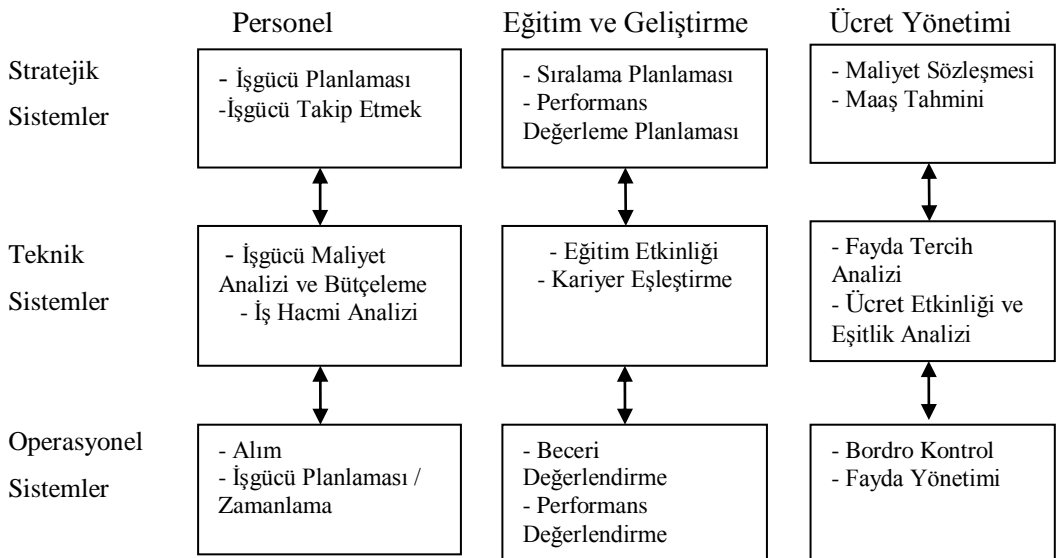 Personel
Eğitim ve Geliştirme
Ücret Yönetimi
Stratejik
Sistemler
- İşgücü Planlaması
-İşgücü Takip Etmek
- Sıralama Planlaması
- Performans
Değerleme Planlaması
- Maliyet Sözleşmesi
- Maaş Tahmini
Teknik
Sistemler
- İşgücü Maliyet
Analizi ve Bütçeleme
- İş Hacmi Analizi
- Eğitim Etkinliği
- Kariyer Eşleştirme
- Fayda Tercih
Analizi
- Ücret Etkinliği ve
Eşitlik Analizi
Operasyonel
Sistemler
- Alım
- İşgücü Planlaması /
Zamanlama
- Beceri
Değerlendirme
- Performans
Değerlendirme
- Bordro Kontrol
- Fayda Yönetimi